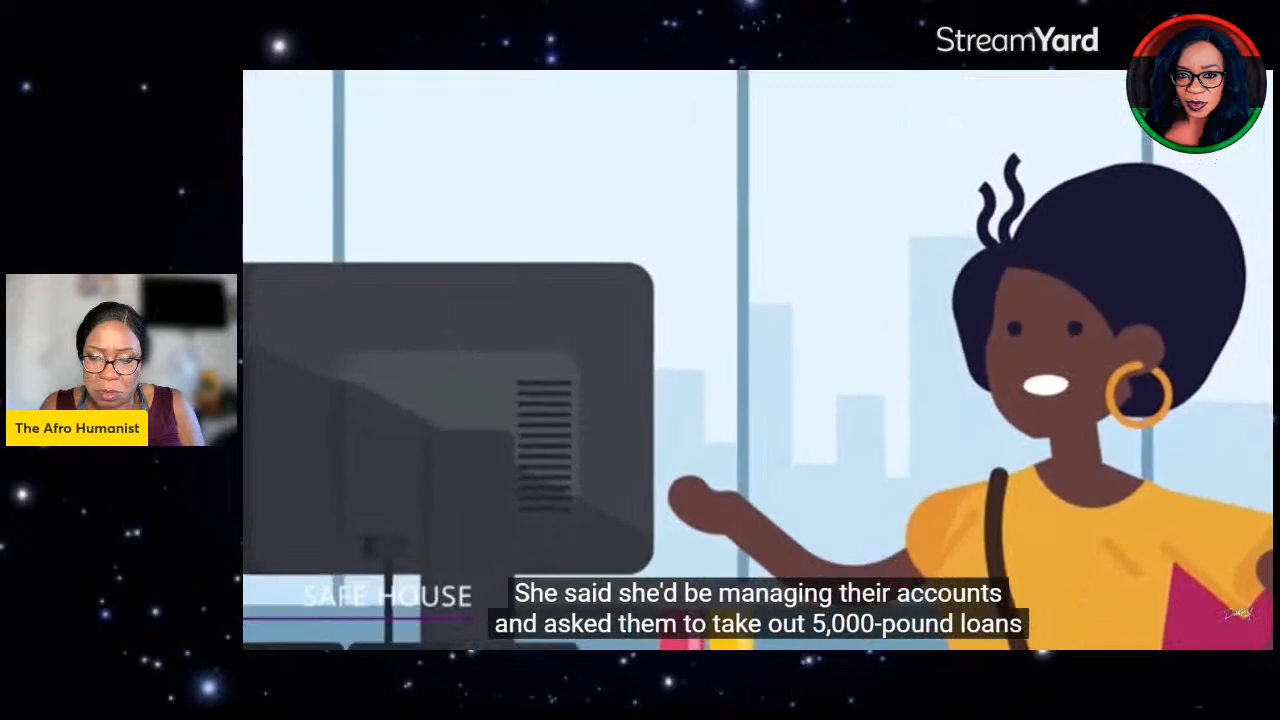 StreamYard
The Afro Humanist
SAFE HOUSE
She said she'd be managing their accounts
and asked them to take out 5,000-pound loans